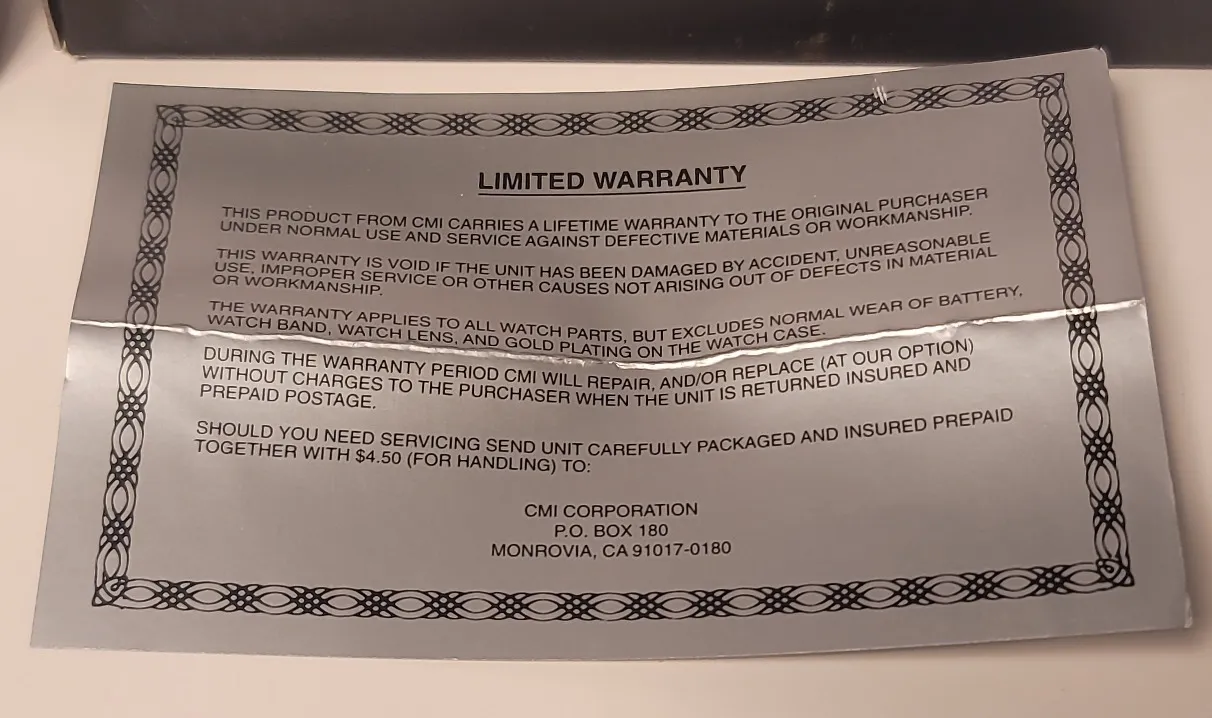 LIMITED WARRANTY
THIS PRODUCT FROM CMI CARRIES A LIFETIME WARRANTY TO THE ORIGINAL PURCHASER
UNDER NORMAL USE AND SERVICE AGAINST DEFECTIVE MATERIALS OR WORKMANSHIP.
THIS WARRANTY IS VOID IF THE UNIT HAS BEEN DAMAGED BY ACCIDENT, UNREASONABLE
USE, IMPROPER SERVICE OR OTHER CAUSES NOT ARISING OUT OF DEFECTS IN MATERIAL
OR WORKMANSHIP.
THE WARRANTY APPLIES TO ALL WATCH PARTS, BUT EXCLUDES NORMAL WEAR OF BATTERY,
WATCH BAND, WATCH LENS, AND GOLD PLATING ON THE WATCH CASE.
DURING THE WARRANTY PERIOD CMI WILL REPAIR, AND/OR REPLACE (AT OUR OPTION)
WITHOUT CHARGES TO THE PURCHASER WHEN THE UNIT IS RETURNED INSURED AND
PREPAID POSTAGE.
SHOULD YOU NEED SERVICING SEND UNIT CAREFULLY PACKAGED AND INSURED PREPAID
TOGETHER WITH $4.50 (FOR HANDLING) TO:
CMI CORPORATION
P.O. BOX 180
MONROVIA, CA 91017-0180